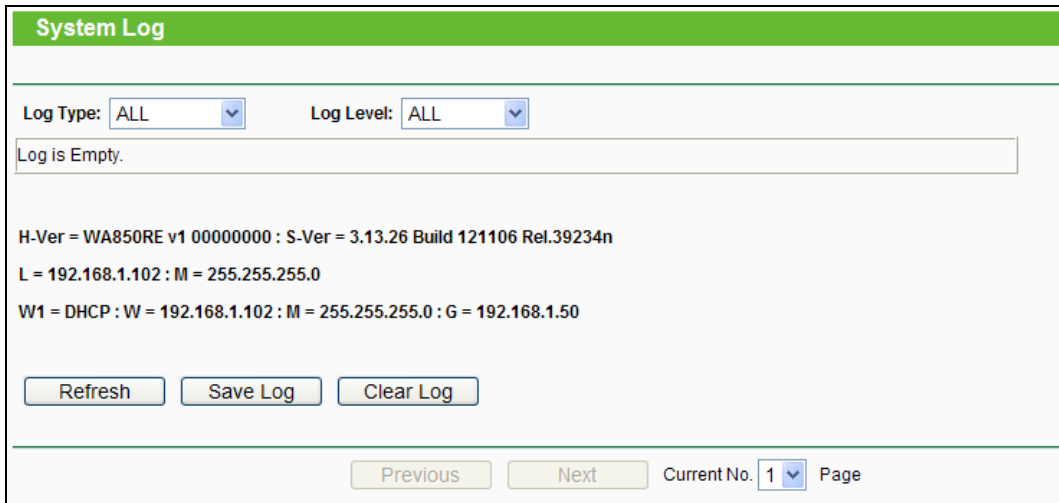 System Log
Log Type: ALL Log Level: ALL
Log is Empty.
H-Ver = WA850RE v1 00000000 : S-Ver = 3.13.26 Build 121106 Rel.39234n
L = 192.168.1.102 : M = 255.255.255.0
W1 = DHCP : W = 192.168.1.102 : M = 255.255.255.0 : G = 192.168.1.50
Refresh Save Log Clear Log
Previous Next Current No. 1 Page